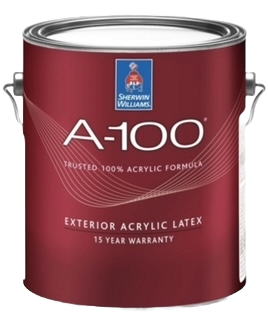 SHERWIN
WILLIAMS.
A-100®
TRUSTED 100% ACRYLIC FORMULA
EXTERIOR ACRYLIC LATEX
15 YEAR WARRANTY